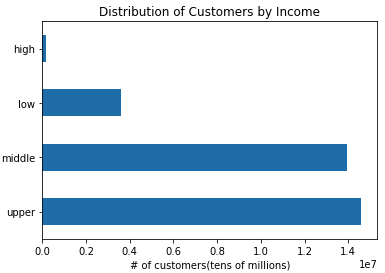 Distribution of Customers by Income
high
low
middle
upper
0.0 0.2 0.4 0.6 0.8 1.0 1.2 1.4
1e7
# of customers(tens of millions)